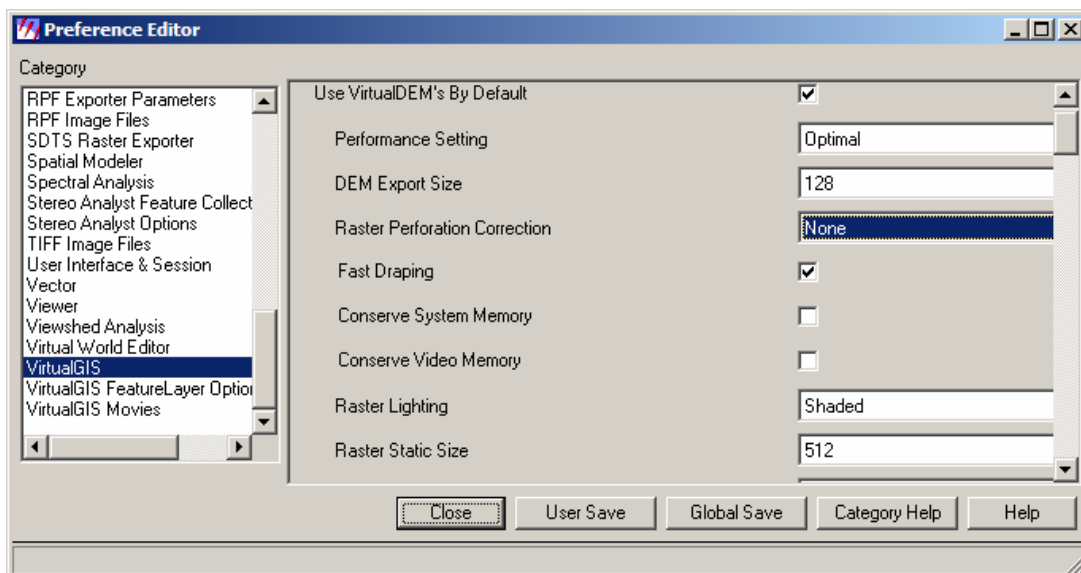 Preference Editor
Category
RPF Exporter Parameters
RPF Image Files
SDTS Raster Exporter
Spatial Modeler
Spectral Analysis
Stereo Analyst Feature Collect
Stereo Analyst Options
TIFF Image Files
User Interface & Session
Vector
Viewer
Viewshed Analysis
Virtual World Editor
VirtualGIS
VirtualGIS FeatureLayer Option
VirtualGIS Movies
Use VirtualDEM's By Default
Performance Setting Optimal
DEM Export Size 128
Raster Perforation Correction None
Fast Draping
Conserve System Memory
Conserve Video Memory
Raster Lighting Shaded
Raster Static Size 512
Close User Save Global Save Category Help Help